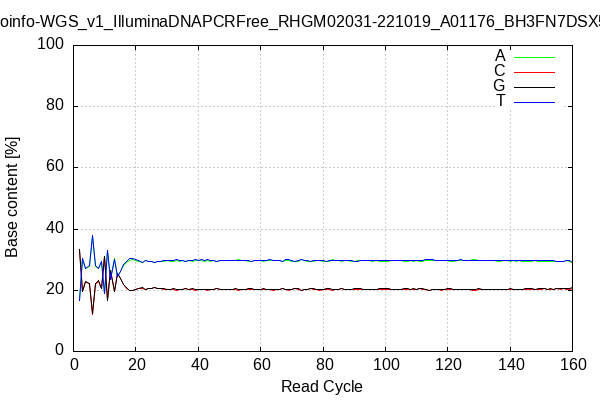 oinfo-WGS_v1_IlluminaDNAPCRFree_RHGM02031-221019_A01176_BH3FN7DSX5
100
80
60
40
20
0
Base content [%]
A
C
G
T
0 20 40 60 80 100 120 140 160
Read Cycle